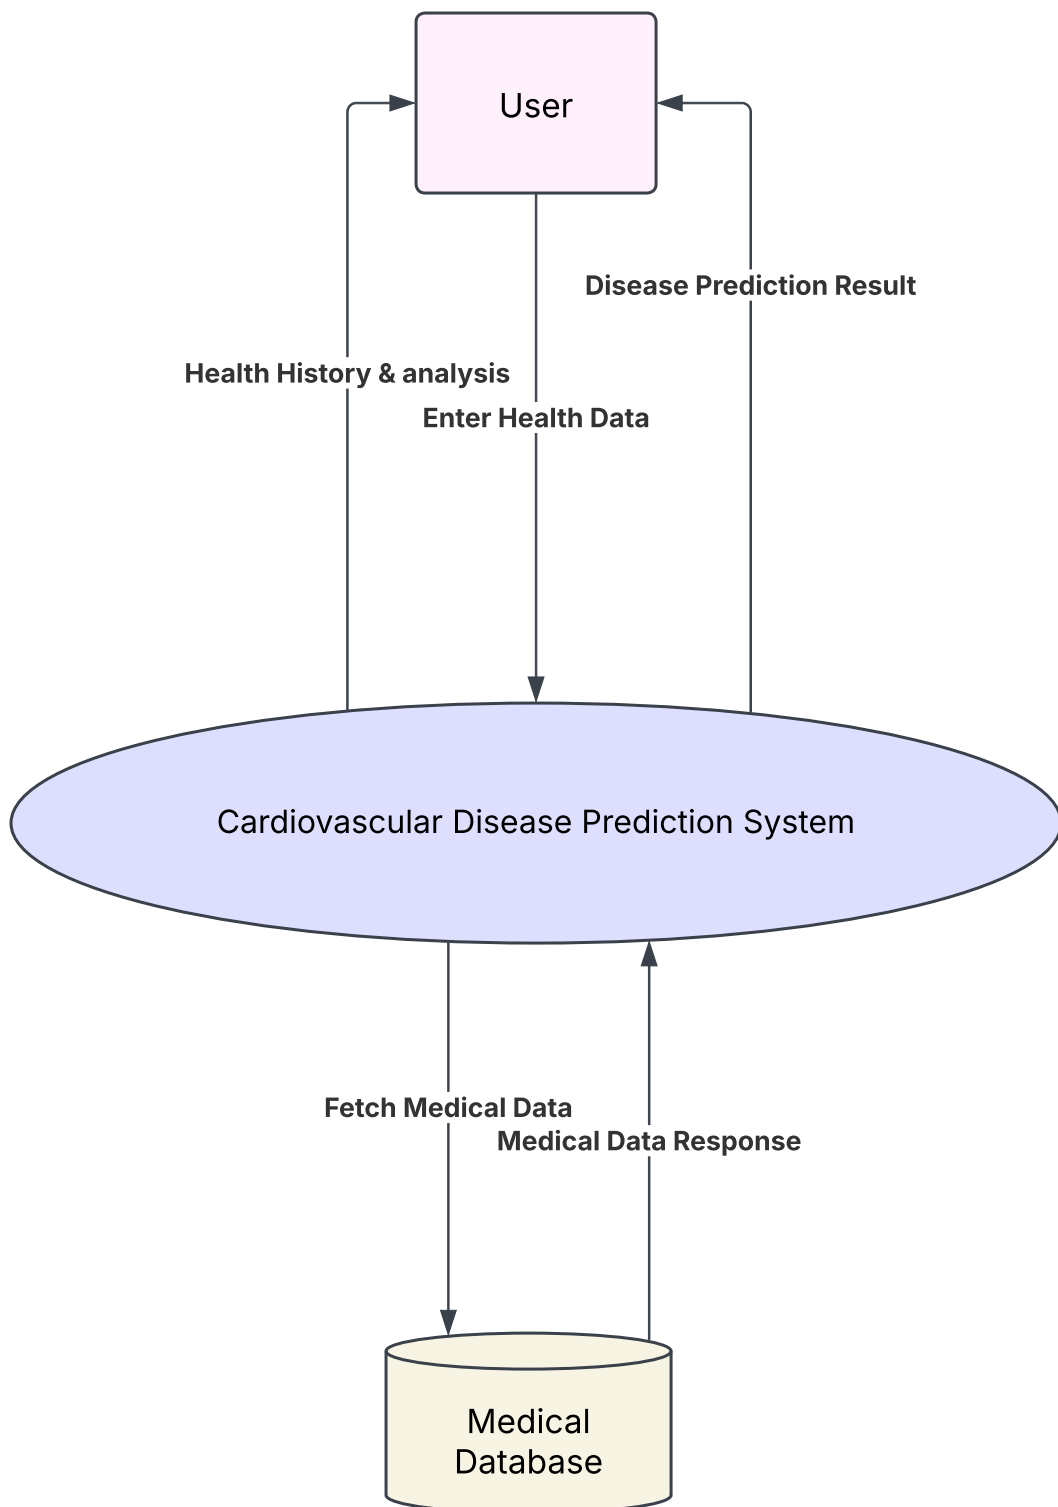 User
Disease Prediction Result
Health History & analysis
Enter Health Data
Cardiovascular Disease Prediction System
Fetch Medical Data
Medical Data Response
Medical
Database